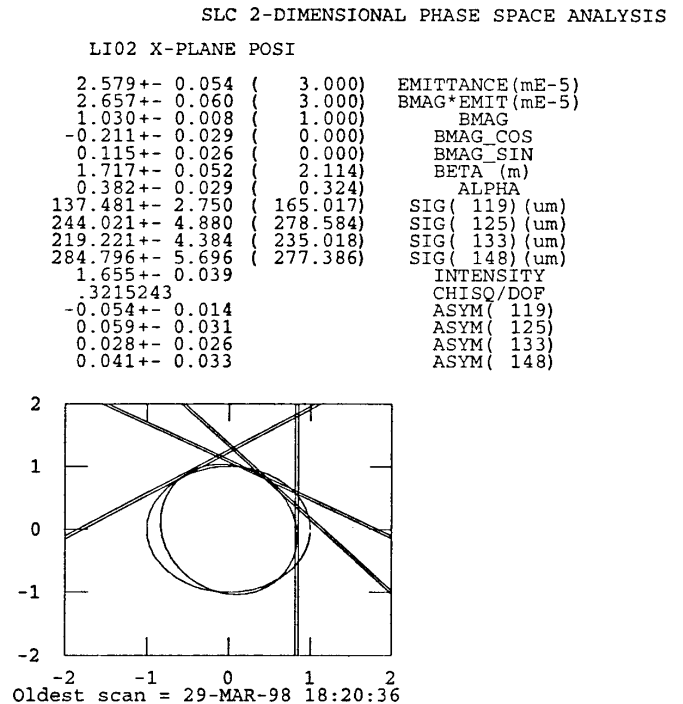 SLC 2-DIMENSIONAL PHASE SPACE ANALYSIS
LI02 X-PLANE POSI
2.579+- 0.054 ( 3.000) EMITTANCE(mE-5)
2.657+- 0.060 ( 3.000) BMAG*EMIT(mE-5)
1.030+- 0.008 ( 1.000) BMAG
-0.211+- 0.029 ( 0.000) BMAG_COS
0.115+- 0.026 ( 0.000) BMAG_SIN
1.717+- 0.052 ( 2.114) BETA (m)
0.382+- 0.029 ( 0.324) ALPHA
137.481+- 2.750 ( 165.017) SIG( 119)(um)
244.021+- 4.880 ( 278.584) SIG( 125)(um)
219.221+- 4.384 ( 235.018) SIG( 133)(um)
284.796+- 5.696 ( 277.386) SIG( 148)(um)
1.655+- 0.039 INTENSITY
.3215243 CHISQ/DOF
-0.054+- 0.014 ASYM( 119)
0.059+- 0.031 ASYM( 125)
0.028+- 0.026 ASYM( 133)
0.041+- 0.033 ASYM( 148)
2
1
0
-1
-2
-2 -1 0 1 2
Oldest scan = 29-MAR-98 18:20:36